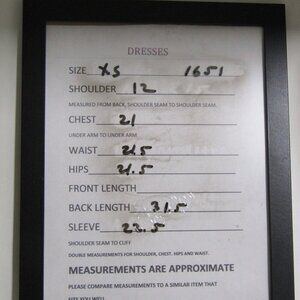 DRESSES
SIZE XS 1651
SHOULDER 12
MEASURED FROM BACK, SHOULDER SEAM TO SHOULDER SEAM.
CHEST 21
UNDER ARM TO UNDER ARM
WAIST 21.5
HIPS 21.5
FRONT LENGTH
BACK LENGTH 31.5
SLEEVE 23.5
SHOULDER SEAM TO CUFF
DOUBLE MEASUREMENTS FOR SHOULDER, CHEST, HIPS AND WAIST.
MEASUREMENTS ARE APPROXIMATE
PLEASE COMPARE MEASUREMENTS TO A SIMILAR ITEM THAT
FITS YOU WELL